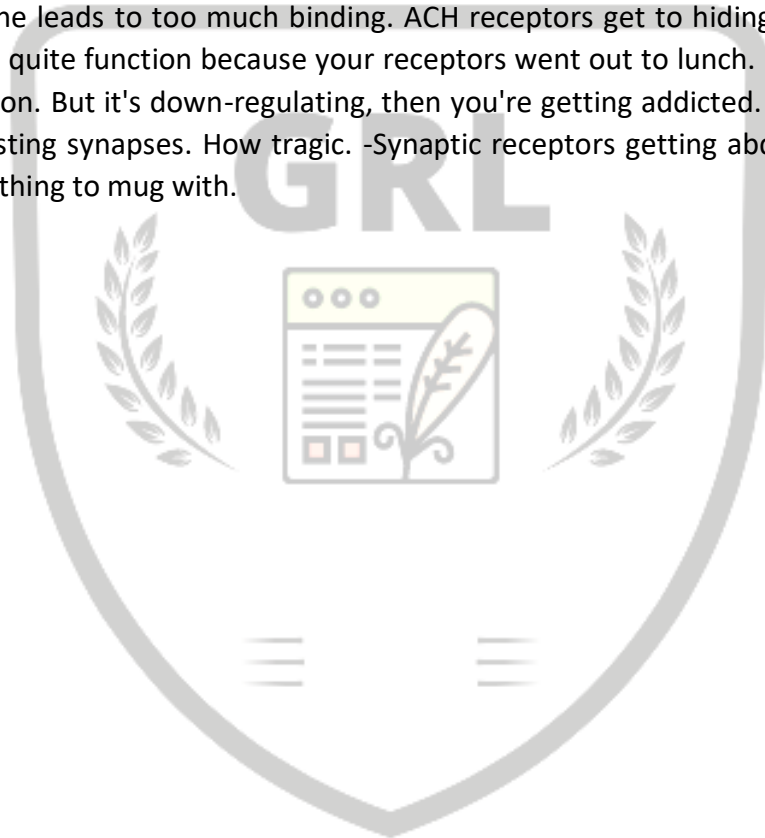 ne leads to too much binding. ACH receptors get to hiding
quite function because your receptors went out to lunch.
on. But it's down-regulating, then you're getting addicted.
sting synapses. How tragic. -Synaptic receptors getting abo
thing to mug with.
GRL